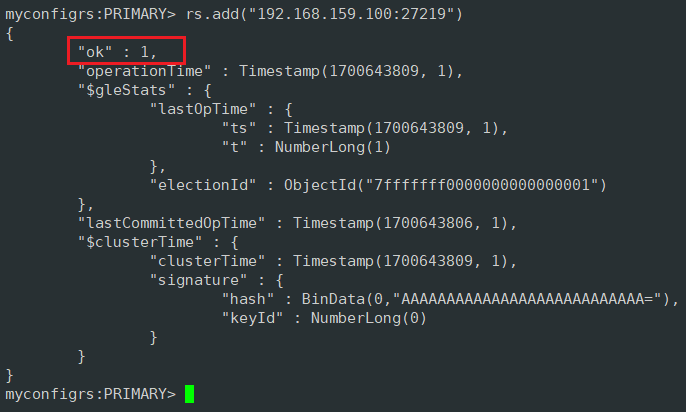 myconfigrs:PRIMARY> rs.add("192.168.159.100:27219")
{
        "ok" : 1,
        "operationTime" : Timestamp(1700643809, 1),
        "$gleStats" : {
                "lastOpTime" : {
                        "ts" : Timestamp(1700643809, 1),
                        "t" : NumberLong(1)
                },
                "electionId" : ObjectId("7fffffff0000000000000001")
        },
        "lastCommittedOpTime" : Timestamp(1700643806, 1),
        "$clusterTime" : {
                "clusterTime" : Timestamp(1700643809, 1),
                "signature" : {
                        "hash" : BinData(0,"AAAAAAAAAAAAAAAAAAAAAAAAAAA="),
                        "keyId" : NumberLong(0)
                }
        }
}
myconfigrs:PRIMARY>